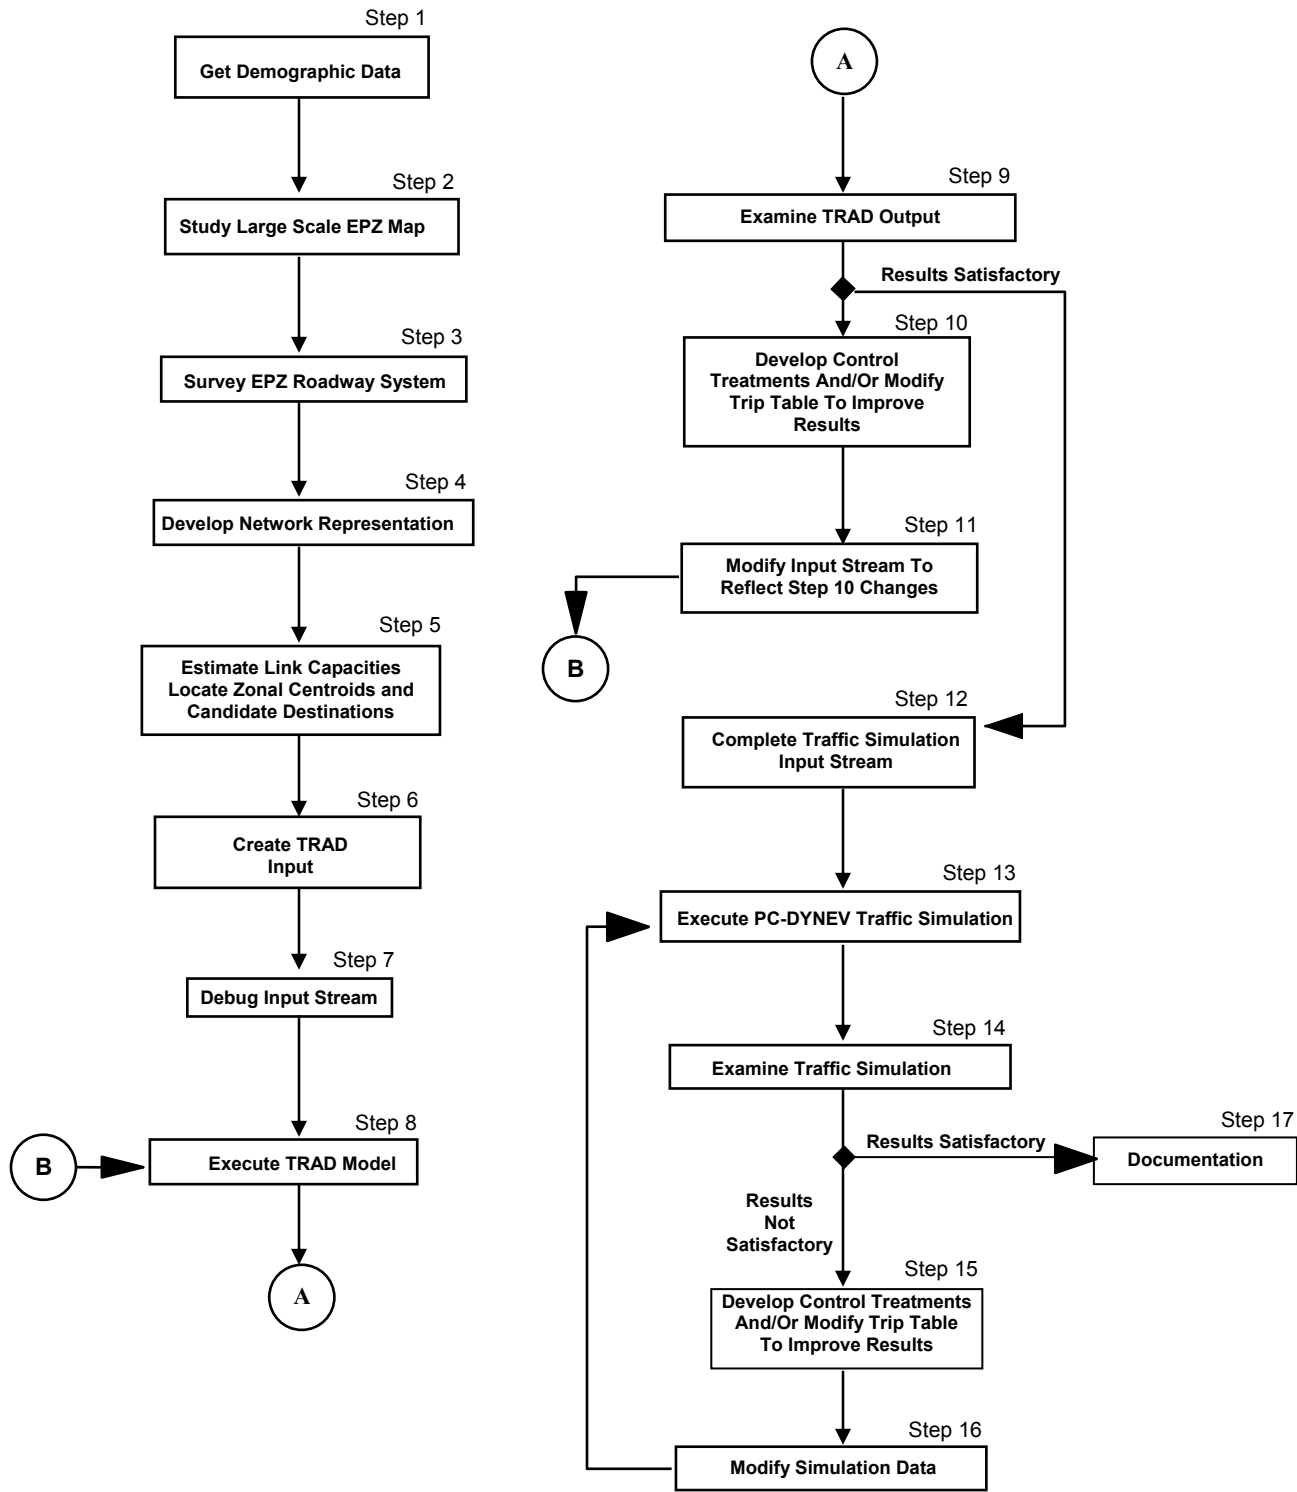 Step 1
Get Demographic Data
Step 2
Study Large Scale EPZ Map
Step 3
Survey EPZ Roadway System
Step 4
Develop Network Representation
Step 5
Estimate Link Capacities
Locate Zonal Centroids and
Candidate Destinations
Step 6
Create TRAD
Input
Step 7
Debug Input Stream
Step 8
B
Execute TRAD Model
A
A
Step 9
Examine TRAD Output
Results Satisfactory
Step 10
Develop Control
Treatments And/Or Modify
Trip Table To Improve
Results
Step 11
Modify Input Stream To
Reflect Step 10 Changes
B
Step 12
Complete Traffic Simulation
Input Stream
Step 13
Execute PC-DYNEV Traffic Simulation
Step 14
Examine Traffic Simulation
Results Satisfactory
Step 17
Documentation
Results
Not
Satisfactory
Step 15
Develop Control Treatments
And/Or Modify Trip Table
To Improve Results
Step 16
Modify Simulation Data